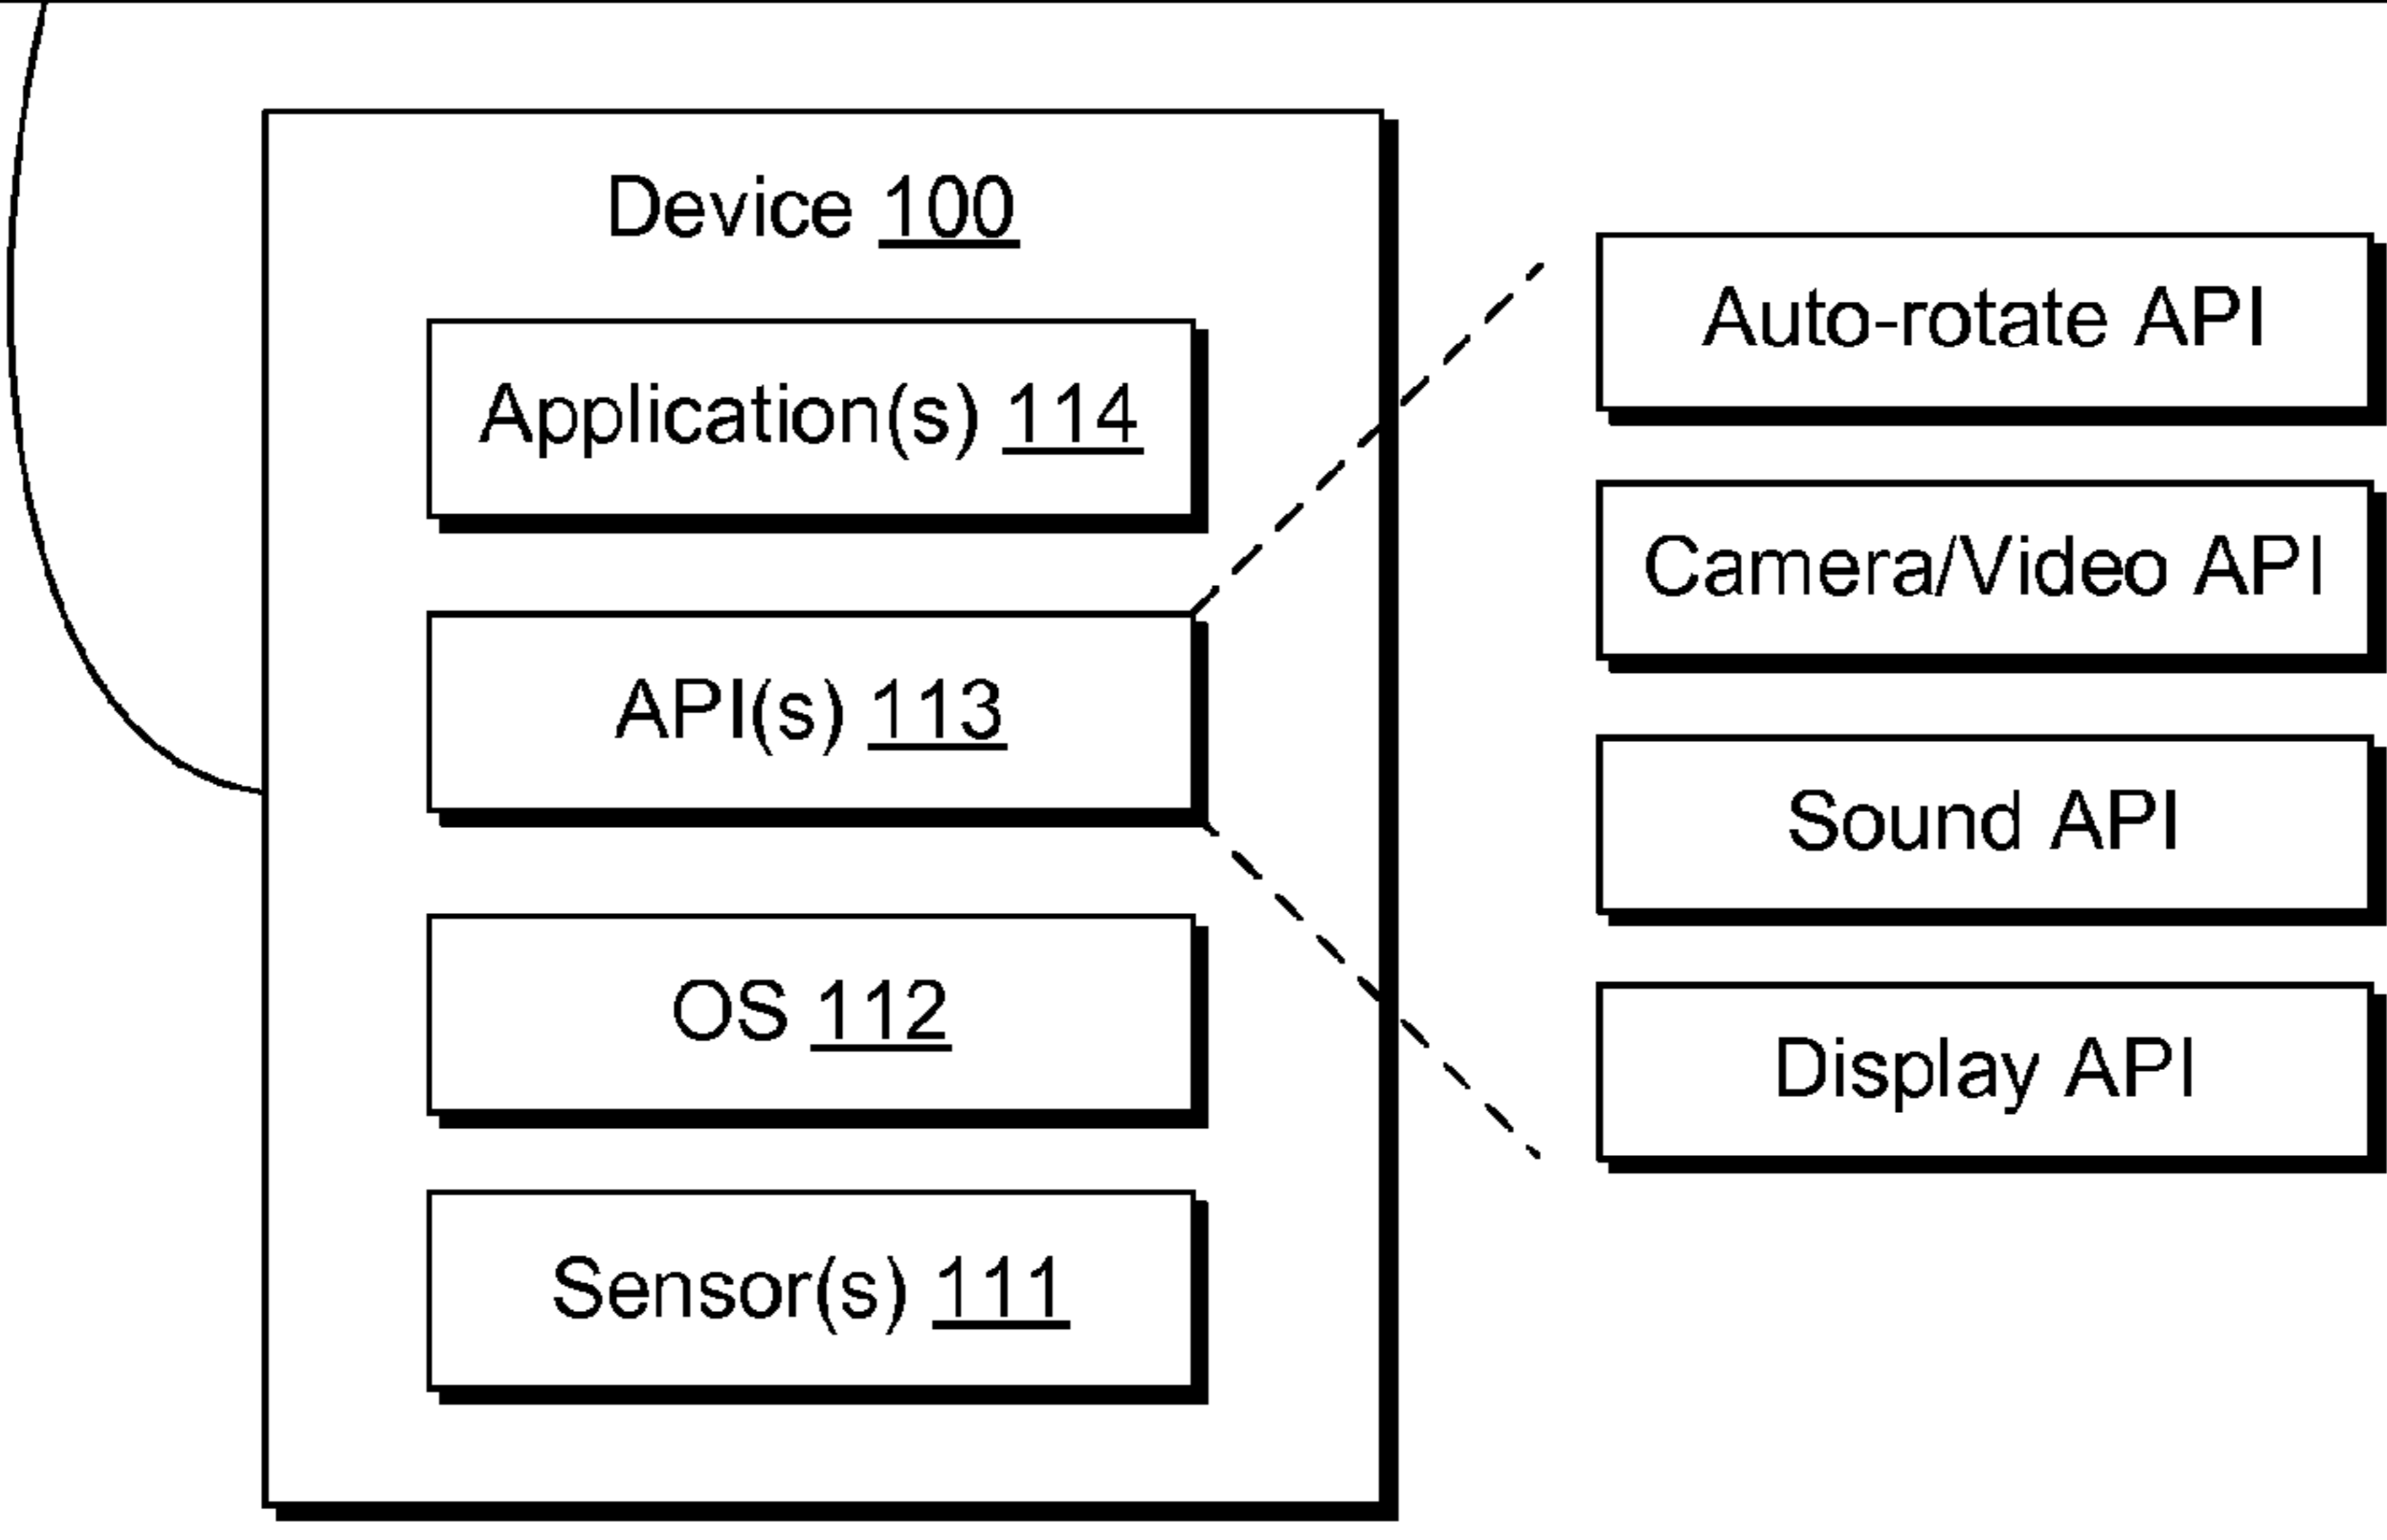 Device 100
Application(s) 114
API(s) 113
OS 112
Sensor(s) 111
Auto-rotate API
Camera/Video API
Sound API
Display API